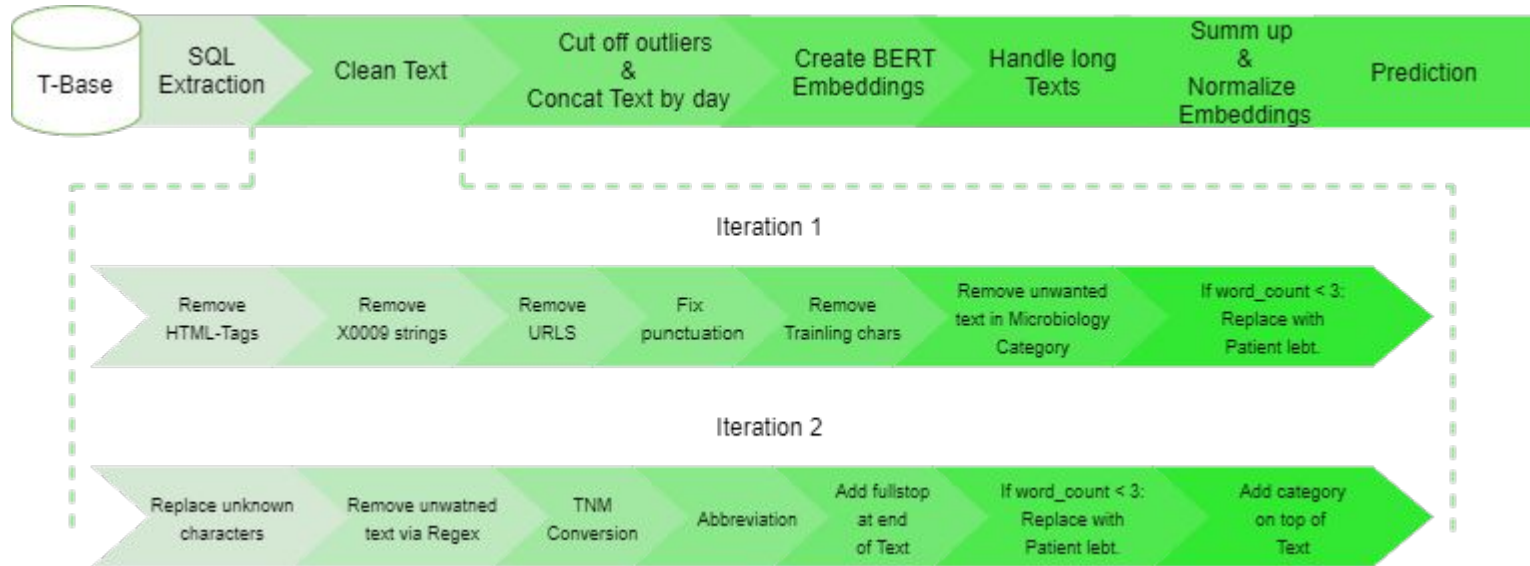 T-Base
SQL
Extraction
Clean Text
Cut off outliers
&
Concat Text by day
Create BERT
Embeddings
Handle long
Texts
Summ up
&
Normalize
Embeddings
Prediction
Iteration 1
Remove
HTML-Tags
Remove
X0009 strings
Remove
URLS
Fix
punctuation
Remove
Trainling chars
Remove unwanted
text in Microbiology
Category
If word_count < 3:
Replace with
Patient lebt.
Iteration 2
Replace unknown
characters
Remove unwatned
text via Regex
TNM
Conversion
Abbreviation
Add fullstop
at end
of Text
If word_count < 3:
Replace with
Patient lebt.
Add category
on top of
Text